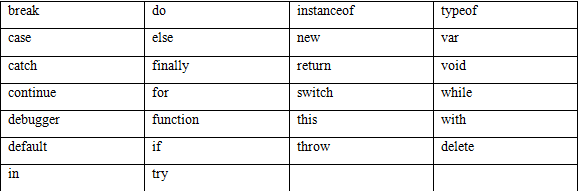 break do instanceof typeof
case else new var
catch finally return void
continue for switch while
debugger function this with
default if throw delete
in try